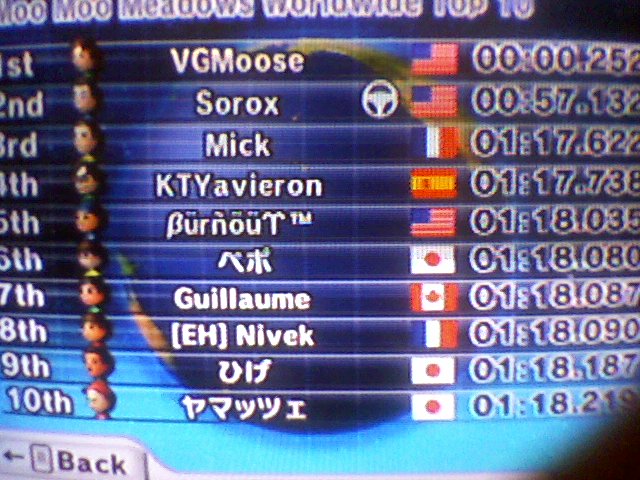 Moo Moo Meadows Worldwide Top 10
1st VGMoose 00:00.252
2nd Sorox 00:57.132
3rd Mick 01:17.622
4th KTYavieron 01:17.738
5th βürñöü♈™ 01:18.035
6th ベポ 01:18.080
7th Guillaume 01:18.087
8th [EH] Nivek 01:18.090
9th ひげ 01:18.187
10th ヤマッツェ 01:18.219
←Back